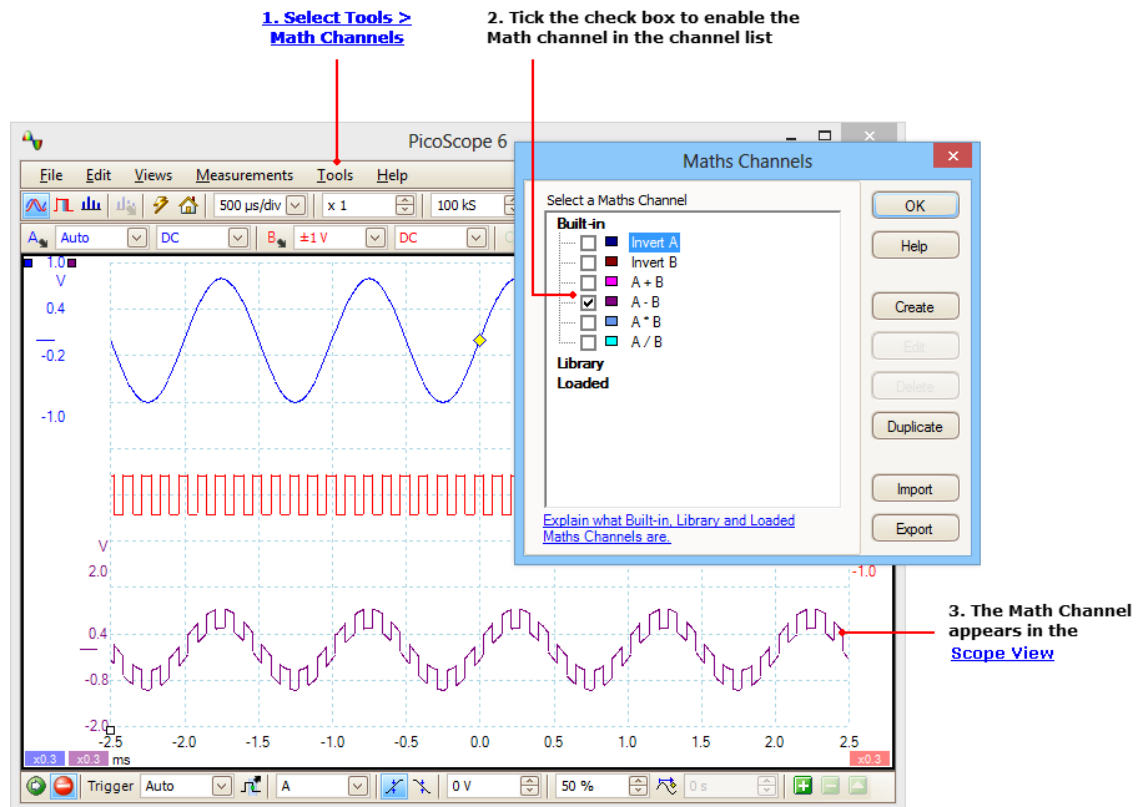 1. Select Tools >
Math Channels
2. Tick the check box to enable the
Math channel in the channel list
PicoScope 6
File Edit Views Measurements Tools Help
500 µs/div x 1 100 kS
A Auto DC B ±1 V DC
1.0
V
0.4
-0.2
-1.0
V
2.0
0.4
-0.8
-2.0
-1.0
-2.5 -2.0 -1.5 -1.0 -0.5 0.0 0.5 1.0 1.5 2.0 2.5
x0.3 x0.3 ms x0.3
Trigger Auto A 0 V 50 % 0 s
Maths Channels
Select a Maths Channel
Built-in
Invert A
Invert B
A + B
A - B
A * B
A / B
Library
Loaded
Explain what Built-in, Library and Loaded
Maths Channels are.
OK
Help
Create
Edit
Delete
Duplicate
Import
Export
3. The Math Channel
appears in the
Scope View